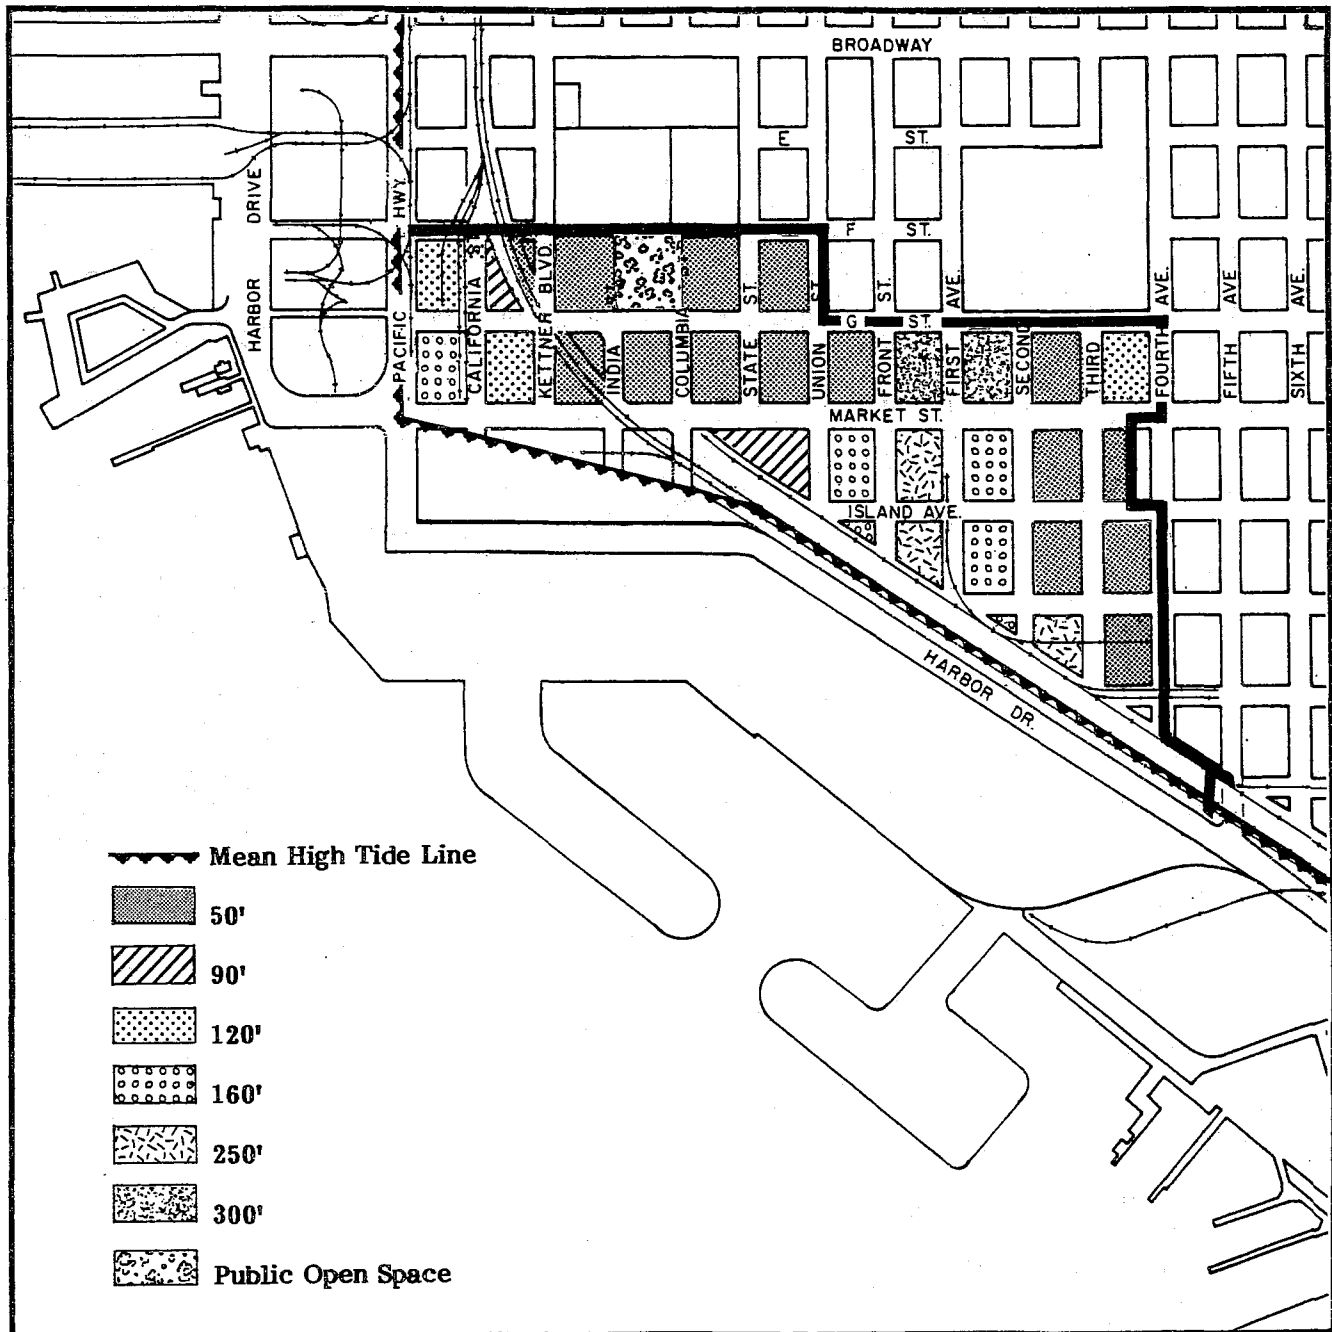 BROADWAY
E ST.
F ST.
G ST.
MARKET ST.
ISLAND AVE.
HARBOR DRIVE
PACIFIC HWY.
CALIFORNIA ST.
KETTNER BLVD.
INDIA ST.
COLUMBIA
STATE ST.
UNION ST.
FRONT ST.
FIRST AVE.
SECOND
THIRD
FOURTH AVE.
FIFTH AVE
SIXTH AVE.
HARBOR DR.
Mean High Tide Line
50'
90'
120'
160'
250'
300'
Public Open Space